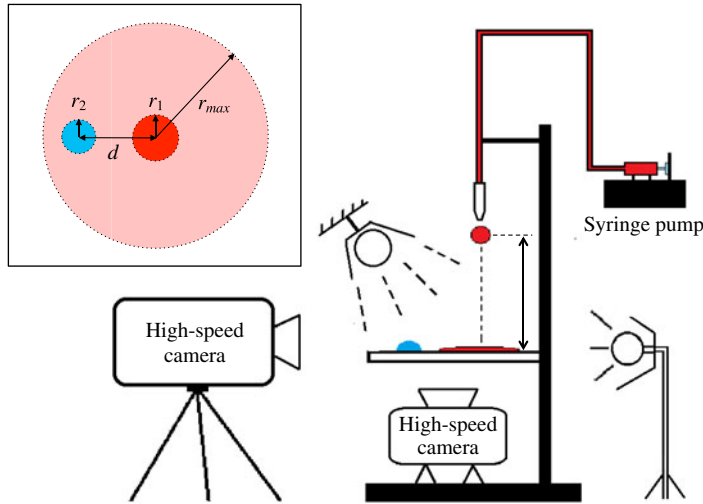 r2
r1
rmax
d
Syringe pump
High-speed
camera
High-speed
camera